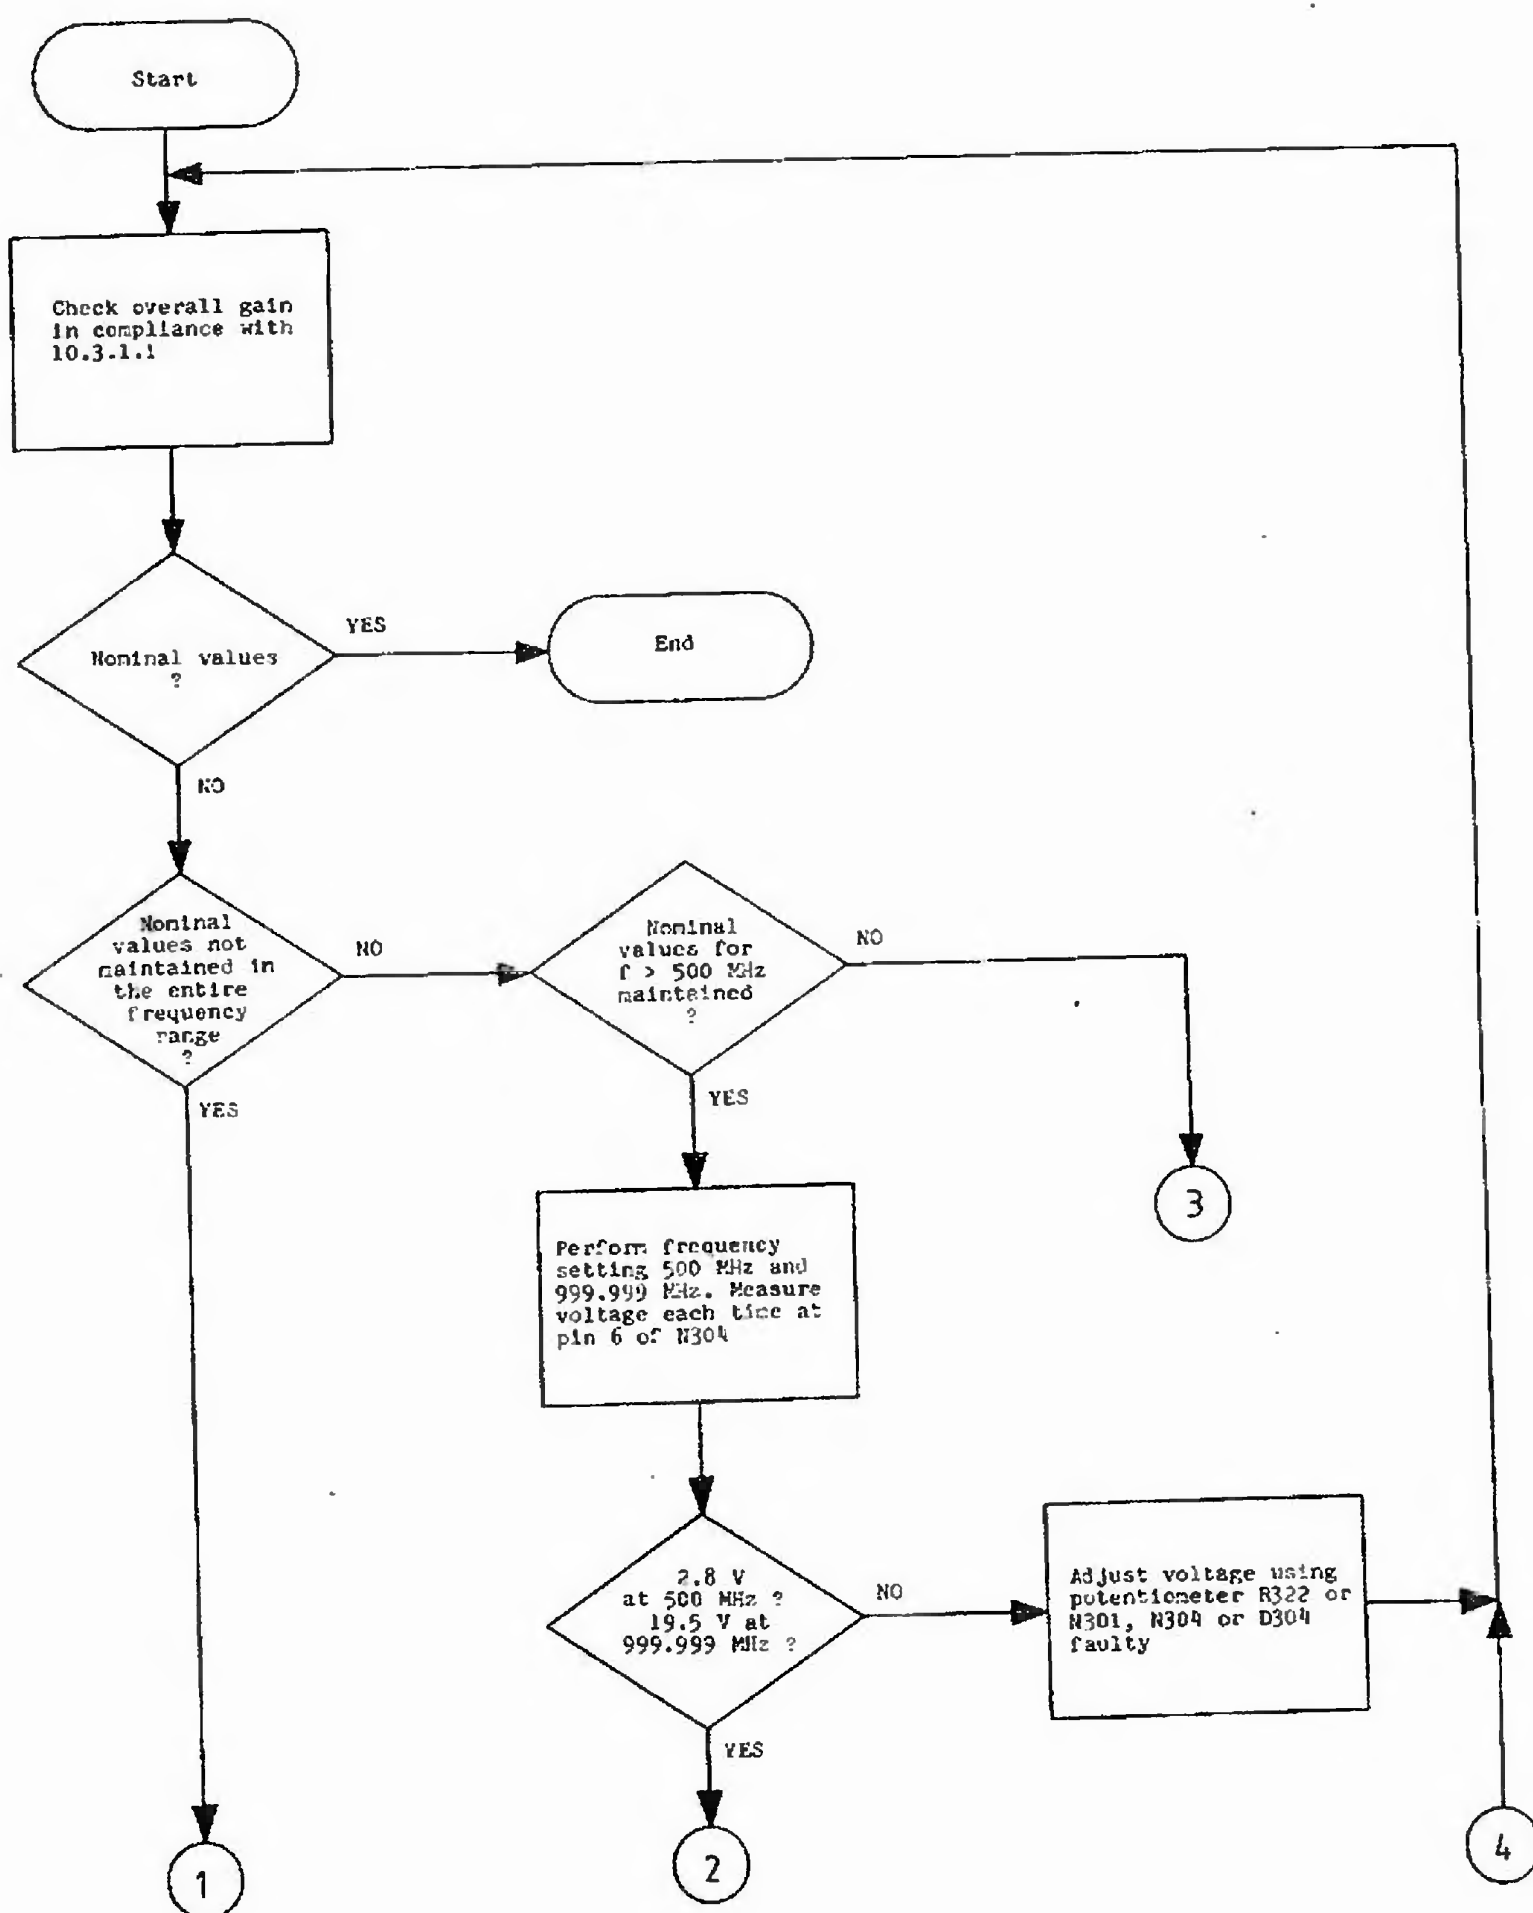 Start
Check overall gain
in compliance with
10.3.1.1
Nominal values
?
YES
End
NO
Nominal
values not
maintained in
the entire
frequency
range
?
NO
YES
Nominal
values for
f > 500 MHz
maintained
?
NO
YES
3
Perform frequency
setting 500 MHz and
999.999 MHz. Measure
voltage each time at
pin 6 of N304
2.8 V
at 500 MHz ?
19.5 V at
999.999 MHz ?
NO
YES
Adjust voltage using
potentiometer R322 or
N301, N304 or D304
faulty
1
2
4